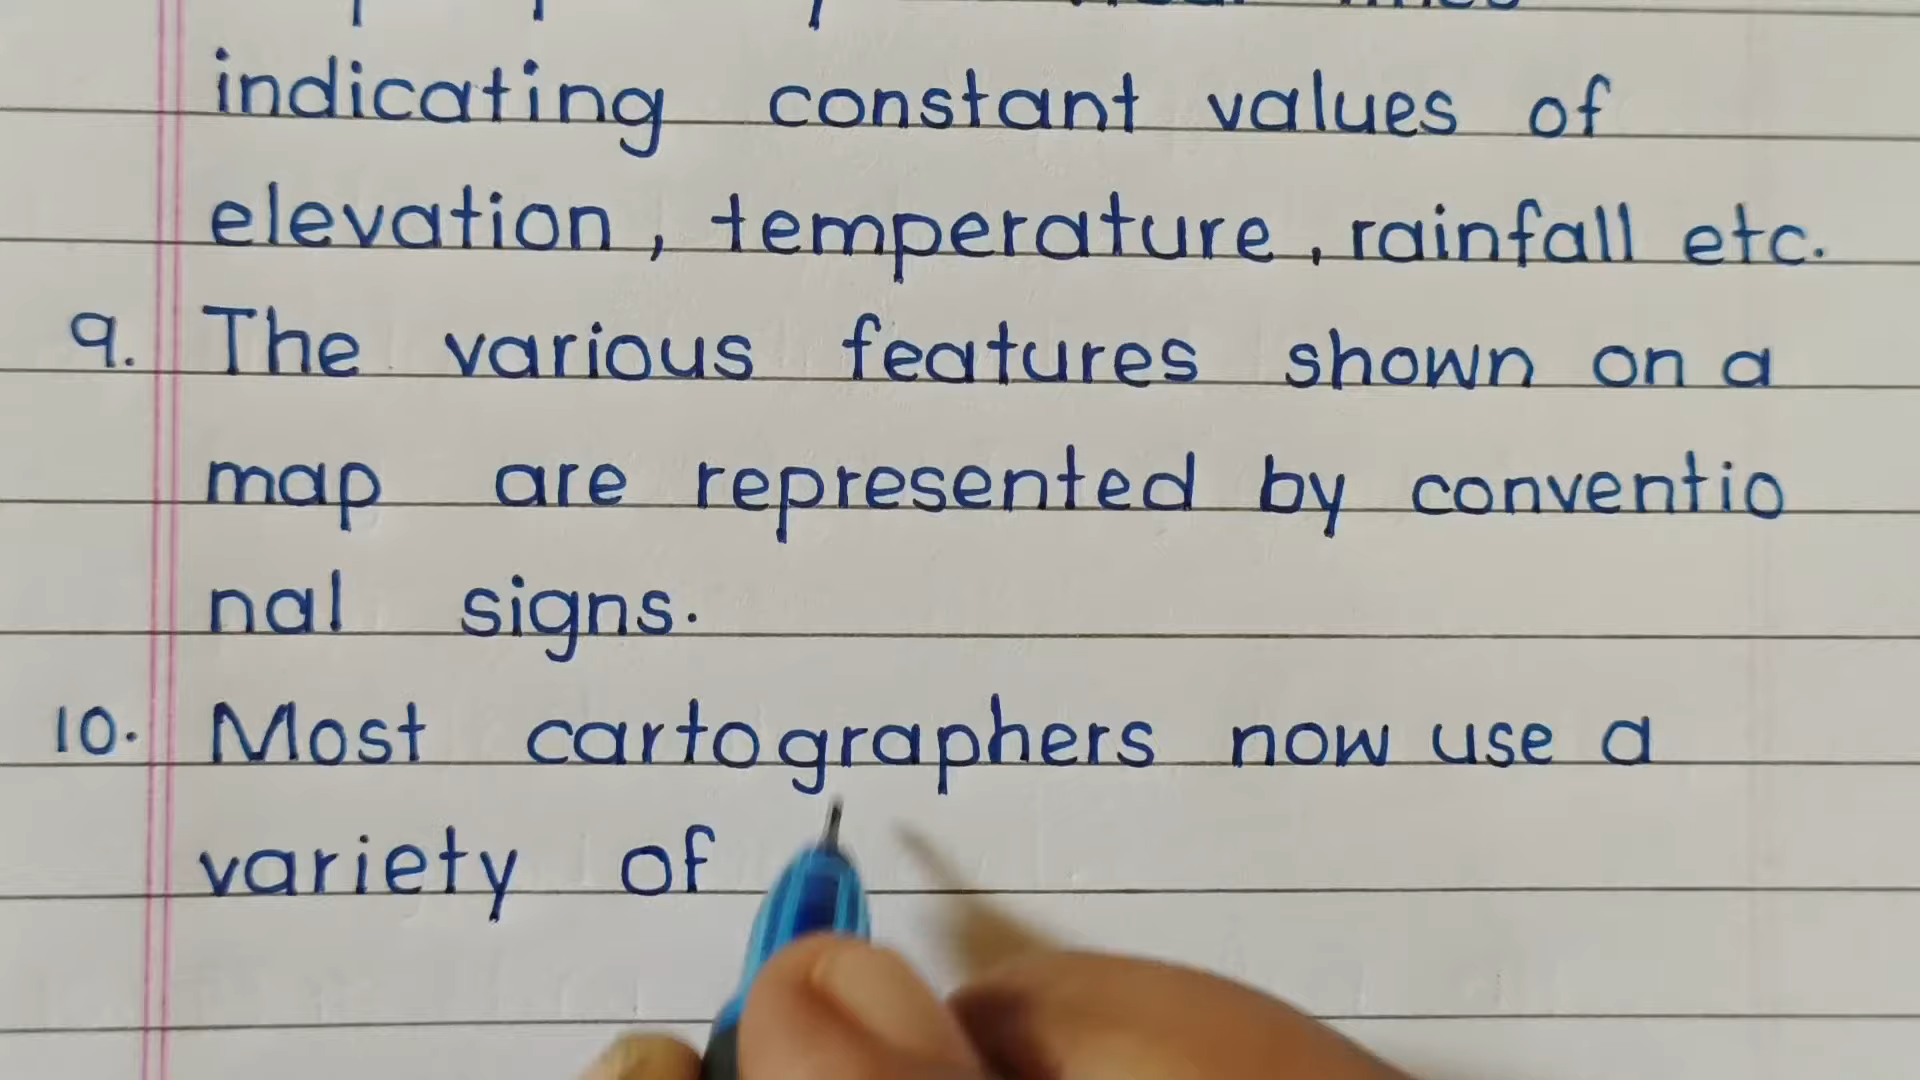 indicating constant values of
elevation, temperature, rainfall etc.
9. The various features shown on a
map are represented by conventio
nal signs.
10. Most cartographers now use a
variety of